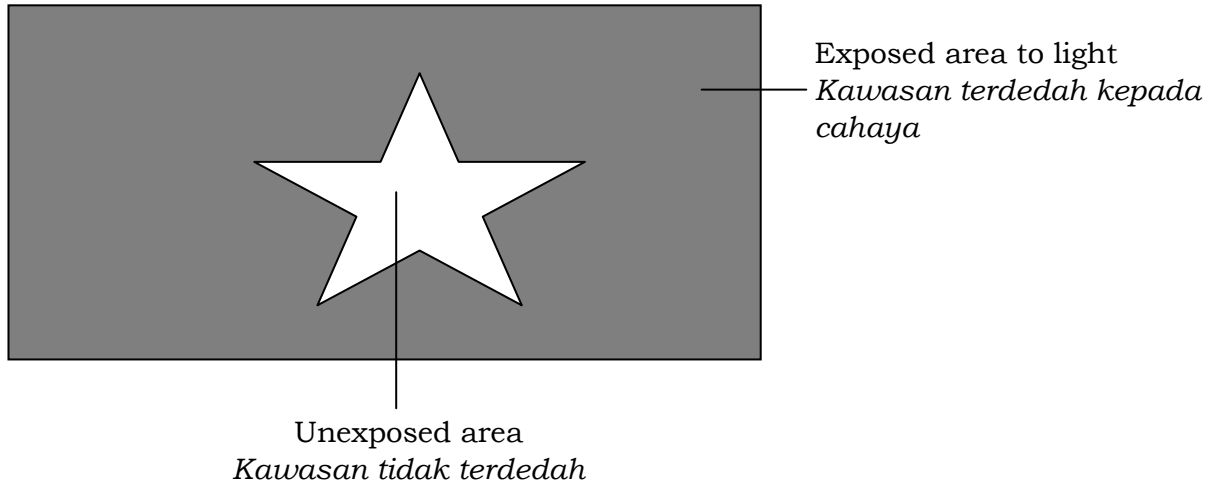 Exposed area to light
Kawasan terdedah kepada
cahaya
Unexposed area
Kawasan tidak terdedah